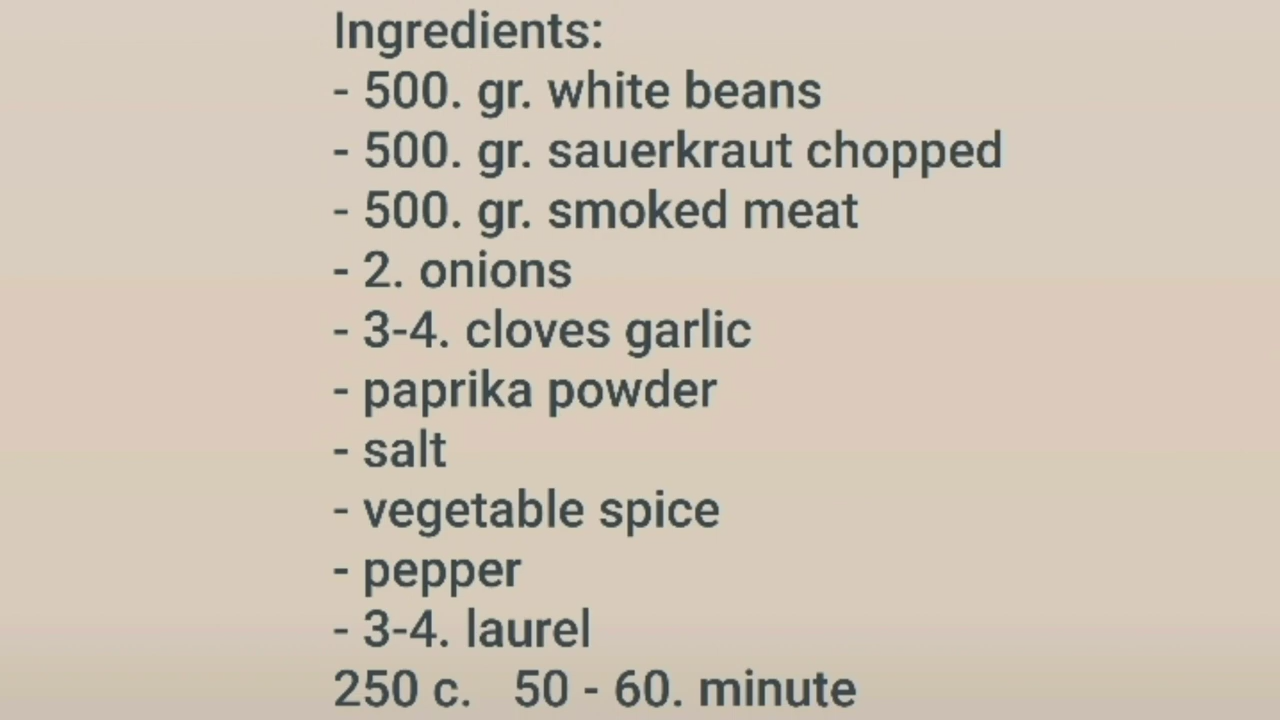 Ingredients:
- 500. gr. white beans
- 500. gr. sauerkraut chopped
- 500. gr. smoked meat
- 2. onions
- 3-4. cloves garlic
- paprika powder
- salt
- vegetable spice
- pepper
- 3-4. laurel
250 c.   50 - 60. minute